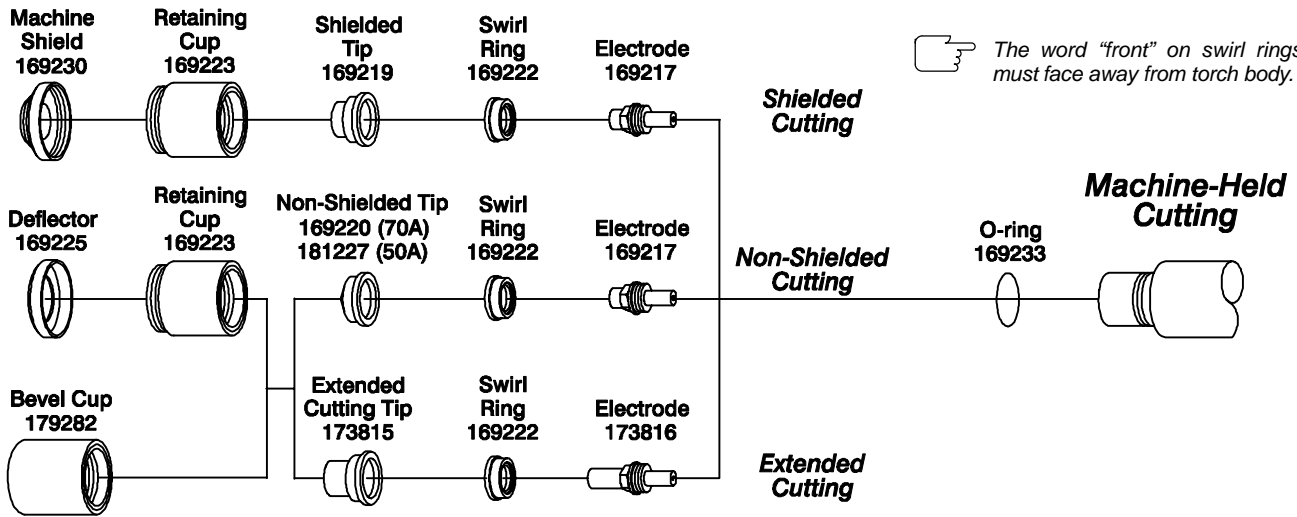 Machine
Shield
169230
Retaining
Cup
169223
Shielded
Tip
169219
Swirl
Ring
169222
Electrode
169217
Shielded
Cutting
The word “front” on swirl rings
must face away from torch body.
Deflector
169225
Retaining
Cup
169223
Non-Shielded Tip
169220 (70A)
181227 (50A)
Swirl
Ring
169222
Electrode
169217
Non-Shielded
Cutting
O-ring
169233
Machine-Held
Cutting
Bevel Cup
179282
Extended
Cutting Tip
173815
Swirl
Ring
169222
Electrode
173816
Extended
Cutting